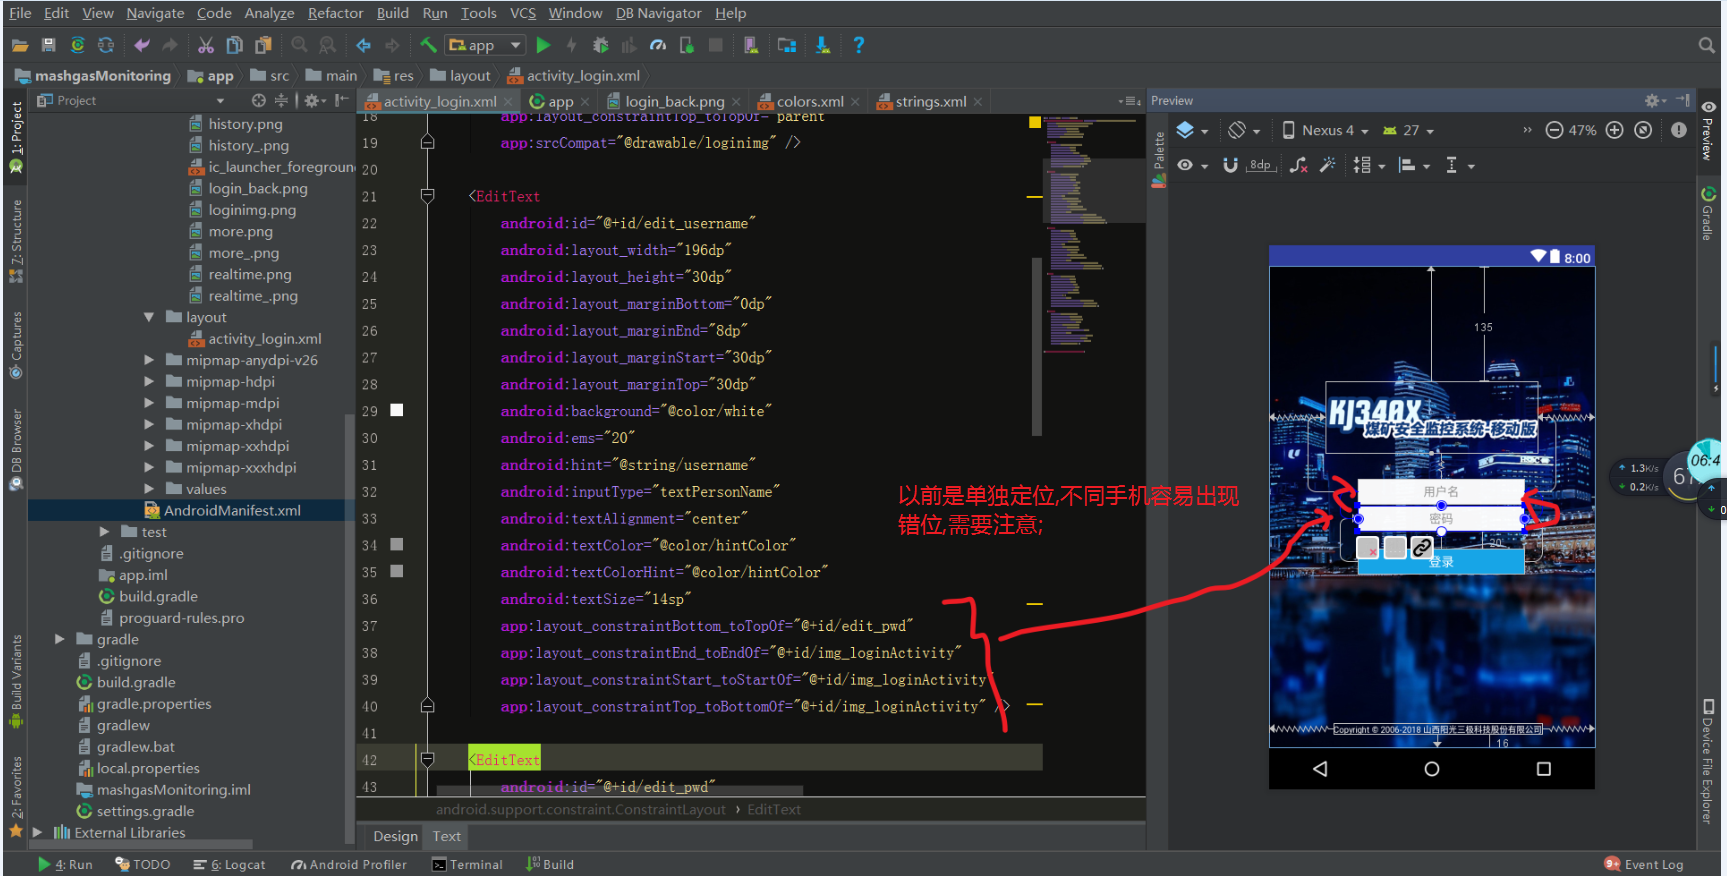 File Edit View Navigate Code Analyze Refactor Build Run Tools VCS Window DB Navigator Help
app
mashgasMonitoring app src main res layout activity_login.xml
Project
activity_login.xml app login_back.png colors.xml strings.xml
Preview
1: Project
7: Structure
Captures
DB Browser
Build Variants
2: Favorites
history.png
history_.png
ic_launcher_foregroun
login_back.png
loginimg.png
more.png
more_.png
realtime.png
realtime_.png
layout
activity_login.xml
mipmap-anydpi-v26
mipmap-hdpi
mipmap-mdpi
mipmap-xhdpi
mipmap-xxhdpi
mipmap-xxxhdpi
values
AndroidManifest.xml
test
.gitignore
app.iml
build.gradle
proguard-rules.pro
gradle
.gitignore
build.gradle
gradle.properties
gradlew
gradlew.bat
local.properties
mashgasMonitoring.iml
settings.gradle
External Libraries
18 app:layout_constraintTop_toTopOf="parent"
19 app:srcCompat="@drawable/loginimg" />
20
21 <EditText
22 android:id="@+id/edit_username"
23 android:layout_width="196dp"
24 android:layout_height="30dp"
25 android:layout_marginBottom="0dp"
26 android:layout_marginEnd="8dp"
27 android:layout_marginStart="30dp"
28 android:layout_marginTop="30dp"
29 android:background="@color/white"
30 android:ems="20"
31 android:hint="@string/username"
32 android:inputType="textPersonName"
33 android:textAlignment="center"
34 android:textColor="@color/hintColor"
35 android:textColorHint="@color/hintColor"
36 android:textSize="14sp"
37 app:layout_constraintBottom_toTopOf="@+id/edit_pwd"
38 app:layout_constraintEnd_toEndOf="@+id/img_loginActivity"
39 app:layout_constraintStart_toStartOf="@+id/img_loginActivity"
40 app:layout_constraintTop_toBottomOf="@+id/img_loginActivity" />
41
42 <EditText
43 android:id="@+id/edit_pwd"
android.support.constraint.ConstraintLayout › EditText
Design Text
以前是单独定位,不同手机容易出现
错位,需要注意;
Palette
Nexus 4 27 » 47%
8dp
8:00
135
KJ340X
煤矿安全监控系统-移动版
用户名
密码
20
登录
Copyright © 2006-2018 山西阳光三极科技股份有限公司
16
Preview
Gradle
Device File Explorer
1.3K/s
0.2K/s
67
06:4
0
4: Run TODO 6: Logcat Android Profiler Terminal Build
9+ Event Log